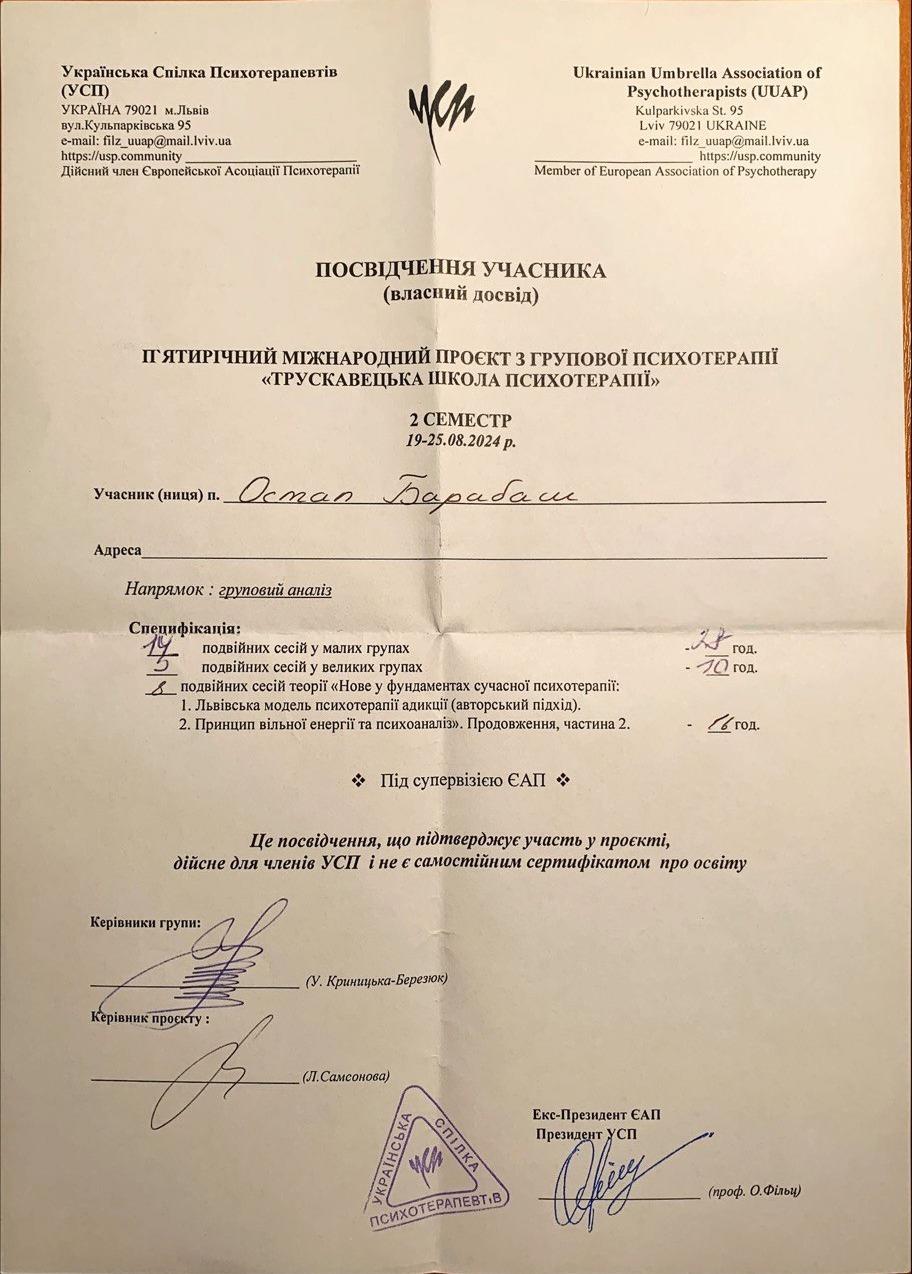 Українська Спілка Психотерапевтів
(УСП)
УКРАЇНА 79021 м.Львів
вул.Кульпарківська 95
e-mail: filz_uuap@mail.lviv.ua
https://usp.community
Дійсний член Європейської Асоціації Психотерапії
усп
Ukrainian Umbrella Association of
Psychotherapists (UUAP)
Kulparkivska St. 95
Lviv 79021 UKRAINE
e-mail: filz_uuap@mail.lviv.ua
https://usp.community
Member of European Association of Psychotherapy
ПОСВІДЧЕННЯ УЧАСНИКА
(власний досвід)
П`ЯТИРІЧНИЙ МІЖНАРОДНИЙ ПРОЄКТ З ГРУПОВОЇ ПСИХОТЕРАПІЇ
«ТРУСКАВЕЦЬКА ШКОЛА ПСИХОТЕРАПІЇ»
2 СЕМЕСТР
19-25.08.2024 р.
Учасник (ниця) п. Остап Барабаш
Адреса
Напрямок : груповий аналіз
Специфікація:
14 подвійних сесій у малих групах - 28 год.
5 подвійних сесій у великих групах - 10 год.
8 подвійних сесій теорії «Нове у фундаментах сучасної психотерапії:
1. Львівська модель психотерапії адикції (авторський підхід).
2. Принцип вільної енергії та психоаналіз». Продовження, частина 2. - 16 год.
❖ Під супервізією ЄАП ❖
Це посвідчення, що підтверджує участь у проєкті,
дійсне для членів УСП і не є самостійним сертифікатом про освіту
Керівники групи:
(У. Криницька-Березюк)
Керівник проєкту :
(Л.Самсонова)
УКРАЇНСЬКА СПІЛКА ПСИХОТЕРАПЕВТІВ
усп
Екс-Президент ЄАП
Президент УСП
(проф. О.Фільц)